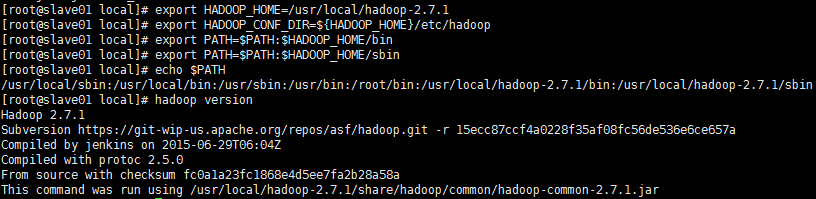 [root@slave01 local]# export HADOOP_HOME=/usr/local/hadoop-2.7.1
[root@slave01 local]# export HADOOP_CONF_DIR=${HADOOP_HOME}/etc/hadoop
[root@slave01 local]# export PATH=$PATH:$HADOOP_HOME/bin
[root@slave01 local]# export PATH=$PATH:$HADOOP_HOME/sbin
[root@slave01 local]# echo $PATH
/usr/local/sbin:/usr/local/bin:/usr/sbin:/usr/bin:/root/bin:/usr/local/hadoop-2.7.1/bin:/usr/local/hadoop-2.7.1/sbin
[root@slave01 local]# hadoop version
Hadoop 2.7.1
Subversion https://git-wip-us.apache.org/repos/asf/hadoop.git -r 15ecc87ccf4a0228f35af08fc56de536e6ce657a
Compiled by jenkins on 2015-06-29T06:04Z
Compiled with protoc 2.5.0
From source with checksum fc0a1a23fc1868e4d5ee7fa2b28a58a
This command was run using /usr/local/hadoop-2.7.1/share/hadoop/common/hadoop-common-2.7.1.jar